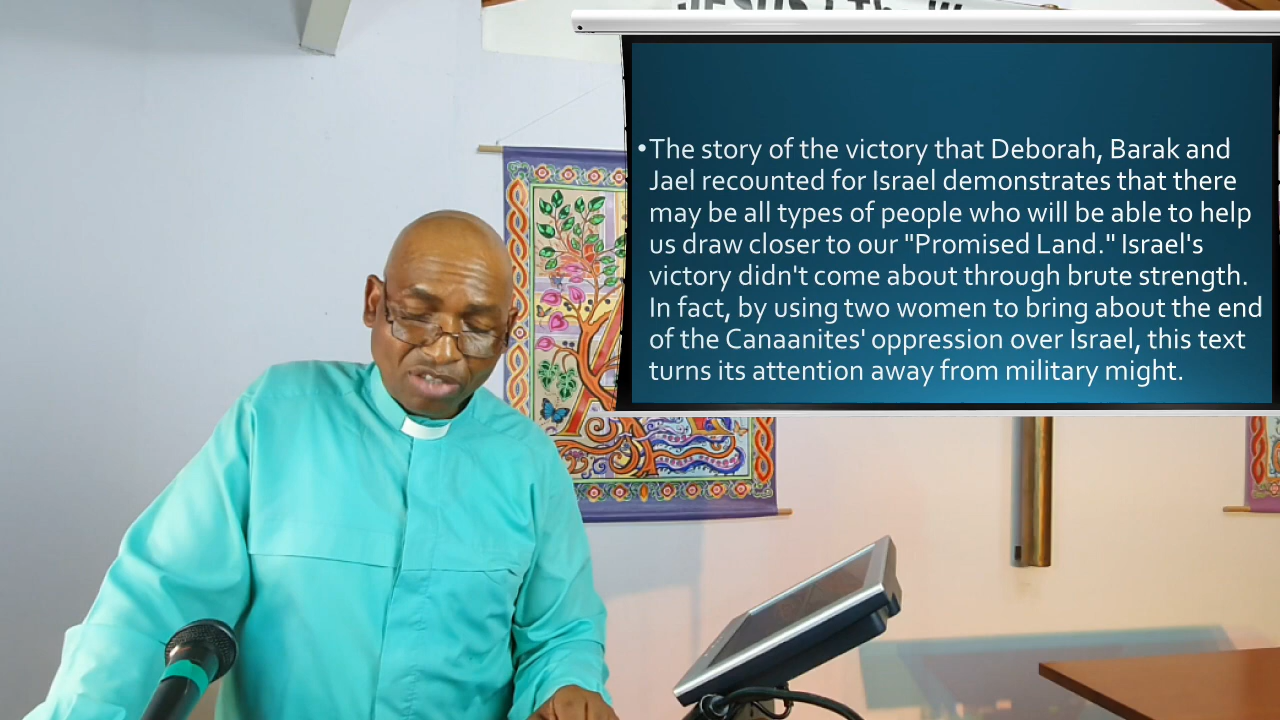 •The story of the victory that Deborah, Barak and
Jael recounted for Israel demonstrates that there
may be all types of people who will be able to help
us draw closer to our "Promised Land." Israel's
victory didn't come about through brute strength.
In fact, by using two women to bring about the end
of the Canaanites' oppression over Israel, this text
turns its attention away from military might.